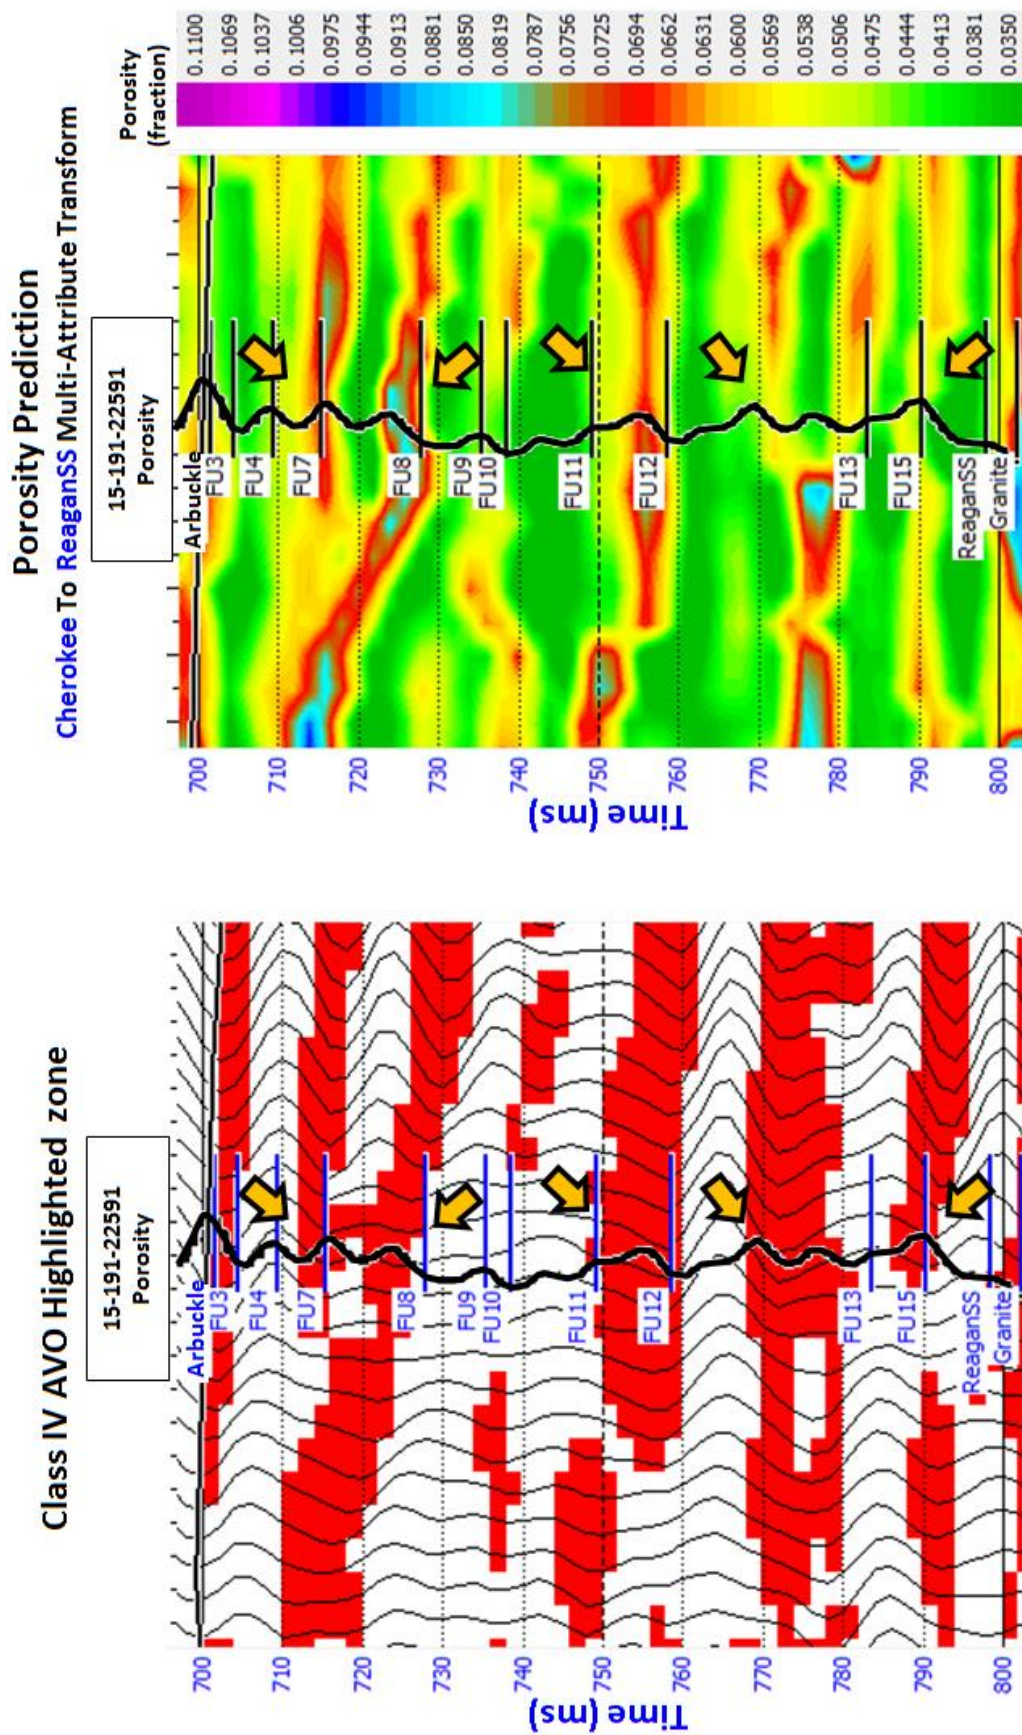 Class IV AVO Highlighted zone
15-191-22591
Porosity
Time (ms)
700
710
720
730
740
750
760
770
780
790
800
Arbuckle
FU3
FU4
FU7
FU8
FU9
FU10
FU11
FU12
FU13
FU15
ReaganSS
Granite
Porosity Prediction
Cherokee To ReaganSS Multi-Attribute Transform
15-191-22591
Porosity
Time (ms)
700
710
720
730
740
750
760
770
780
790
800
Arbuckle
FU3
FU4
FU7
FU8
FU9
FU10
FU11
FU12
FU13
FU15
ReaganSS
Granite
Porosity
(fraction)
0.1100
0.1069
0.1037
0.1006
0.0975
0.0944
0.0913
0.0881
0.0850
0.0819
0.0787
0.0756
0.0725
0.0694
0.0662
0.0631
0.0600
0.0569
0.0538
0.0506
0.0475
0.0444
0.0413
0.0381
0.0350